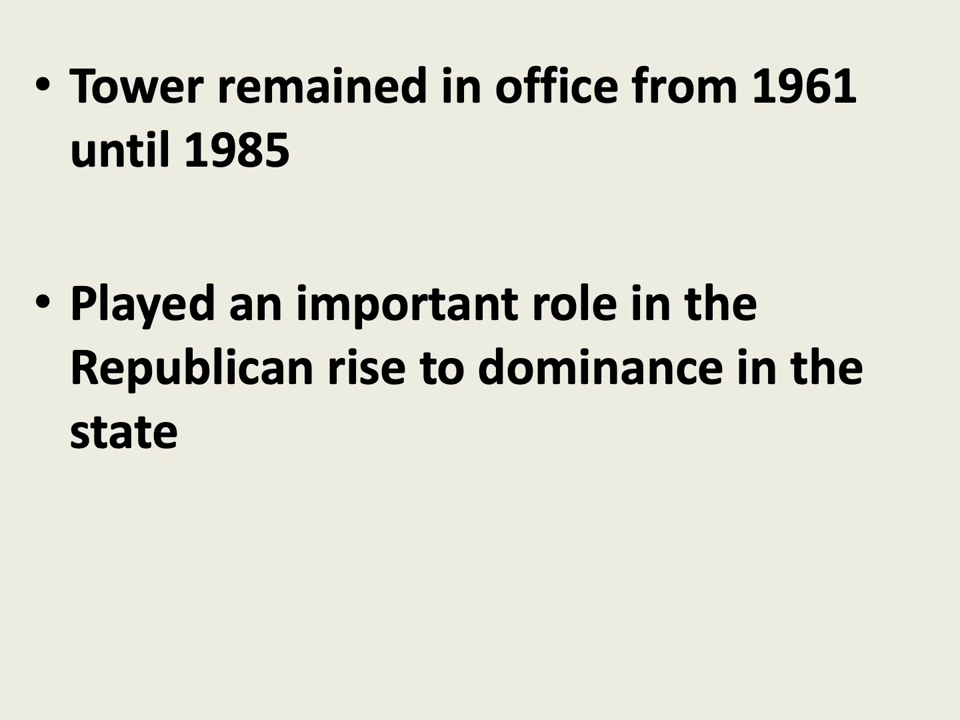 • Tower remained in office from 1961
until 1985
• Played an important role in the
Republican rise to dominance in the
state